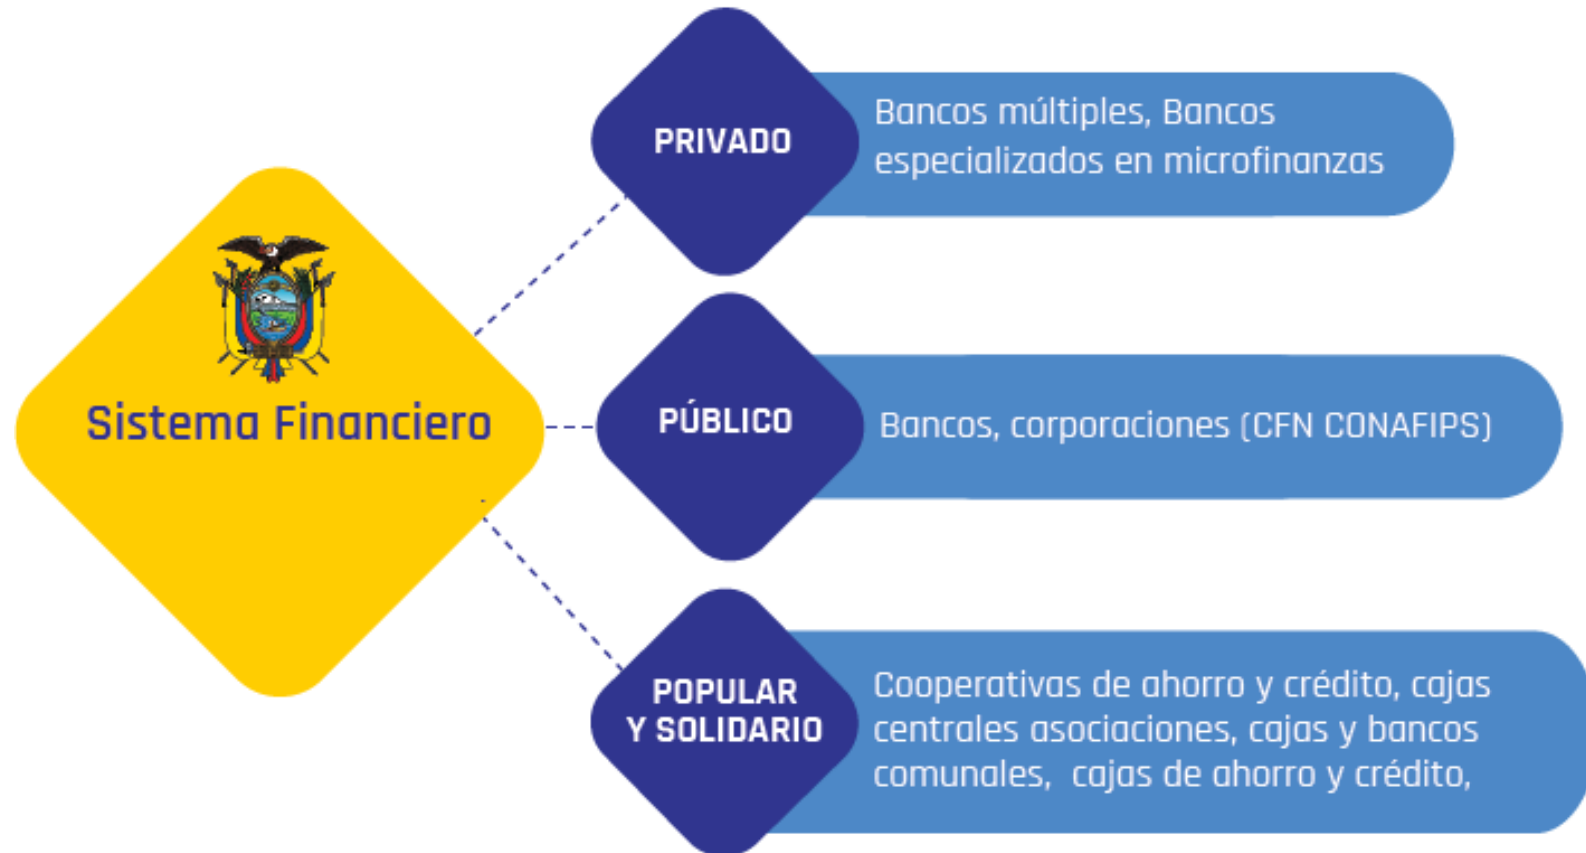 Sistema Financiero
PRIVADO
Bancos múltiples, Bancos
especializados en microfinanzas
PÚBLICO
Bancos, corporaciones (CFN CONAFIPS)
POPULAR
Y SOLIDARIO
Cooperativas de ahorro y crédito, cajas
centrales asociaciones, cajas y bancos
comunales, cajas de ahorro y crédito,